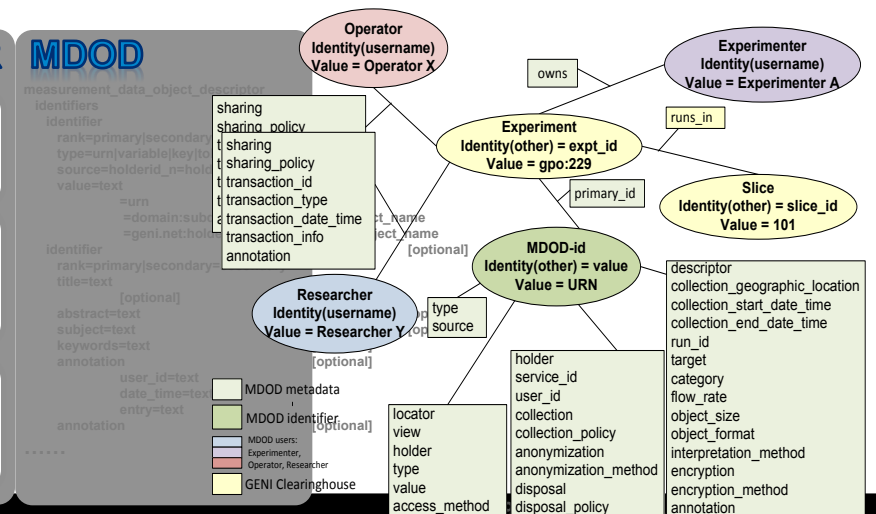 MDOD
measurement_data_object_descriptor
identifiers
identifier
rank=primary|secondary
type=urn|variable|key|to
source=holderid_n=hold
value=text
=urn
=domain:subd
ct_name
=geni.net:hold
ject_name
[optional]
identifier
rank=primary|secondary=
title=text
[optional]
abstract=text
subject=text
keywords=text
annotation
[optional]
user_id=text
date_time=text
entry=text
annotation
[optional]
......
Operator
Identity(username)
Value = Operator X
sharing
sharing_policy
sharing
sharing_policy
transaction_id
transaction_type
transaction_date_time
transaction_info
annotation
Researcher
Identity(username)
Value = Researcher Y
owns
Experimenter
Identity(username)
Value = Experimenter A
Experiment
Identity(other) = expt_id
Value = gpo:229
runs_in
Slice
Identity(other) = slice_id
Value = 101
primary_id
MDOD-id
Identity(other) = value
Value = URN
type
source
locator
view
holder
type
value
access_method
holder
service_id
user_id
collection
collection_policy
anonymization
anonymization_method
disposal
disposal_policy
descriptor
collection_geographic_location
collection_start_date_time
collection_end_date_time
run_id
target
category
flow_rate
object_size
object_format
interpretation_method
encryption
encryption_method
annotation
MDOD metadata
MDOD identifier
MDOD users:
Experimenter,
Operator, Researcher
GENI Clearinghouse